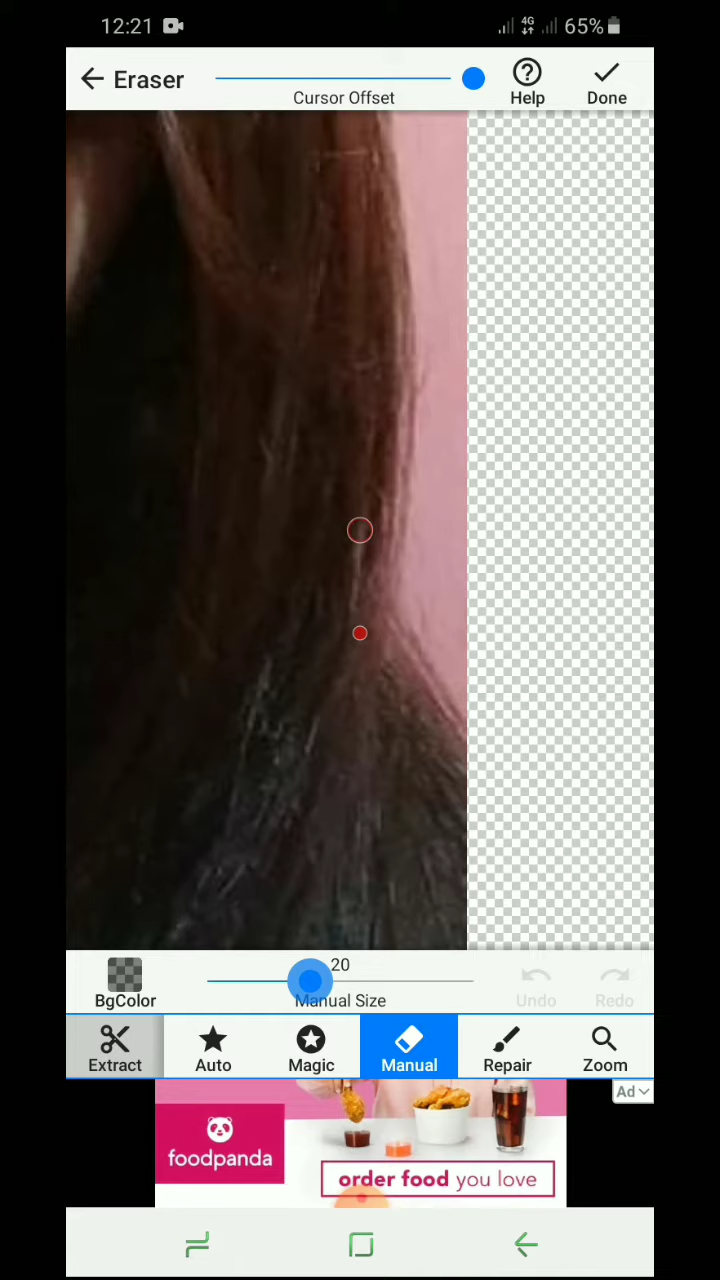 12:21 4G 65%
Eraser
Cursor Offset
Help
Done
20
BgColor
Manual Size
Undo
Redo
Extract
Auto
Magic
Manual
Repair
Zoom
Ad
foodpanda
order food you love